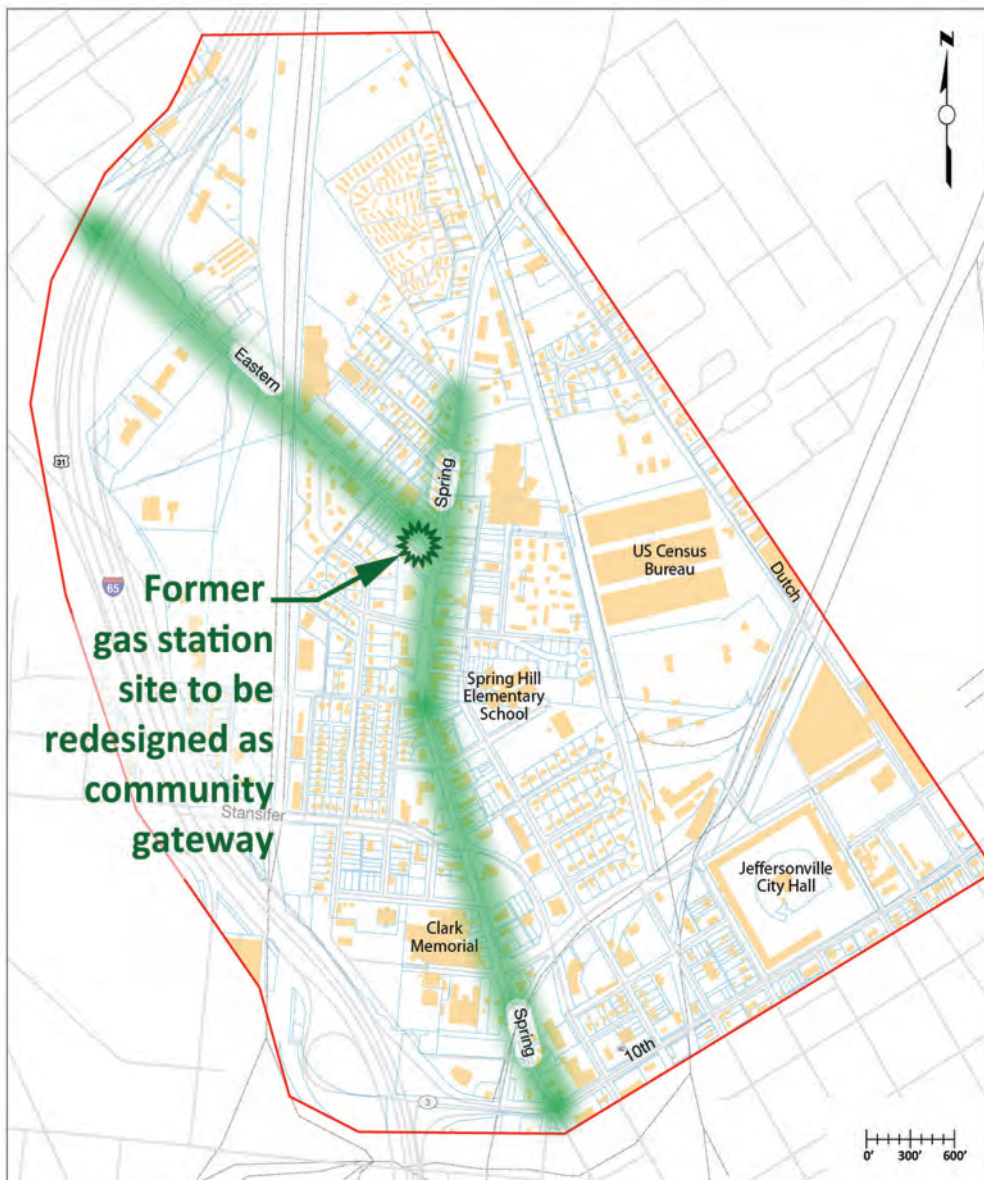 N
Eastern
Spring
31
US Census
Bureau
Dutch
65
Former
gas station
site to be
redesigned as
community
gateway
Spring Hill
Elementary
School
Stansifer
Jeffersonville
City Hall
Clark
Memorial
Spring
10th
3
0' 300' 600'